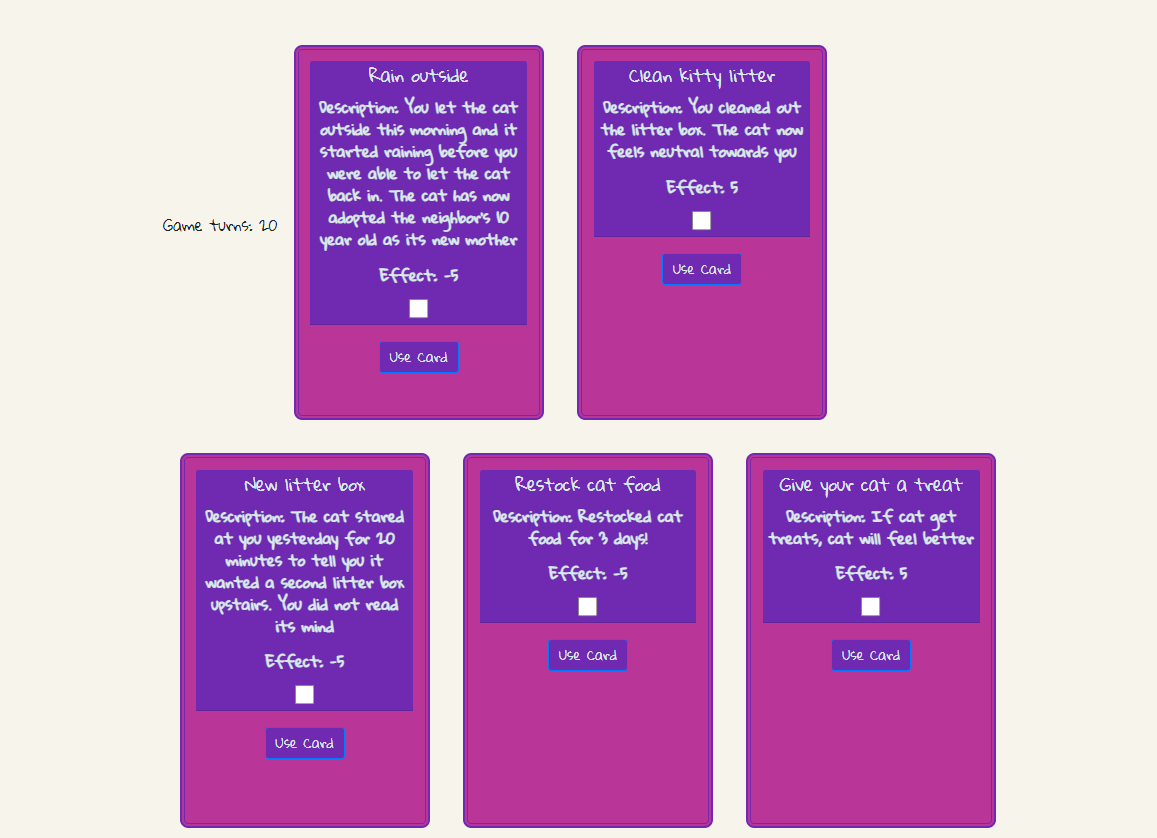 Game turns: 20
Rain outside
Description: You let the cat
outside this morning and it
started raining before you
were able to let the cat
back in. The cat has now
adopted the neighbor's 10
year old as its new mother
Effect: -5
Use Card
Clean kitty litter
Description: You cleaned out
the litter box. The cat now
feels neutral towards you
Effect: 5
Use Card
New litter box
Description: The cat stared
at you yesterday for 20
minutes to tell you it
wanted a second litter box
upstairs. You did not read
its mind
Effect: -5
Use Card
Restock cat food
Description: Restocked cat
food for 3 days!
Effect: -5
Use Card
Give your cat a treat
Description: If cat get
treats, cat will feel better
Effect: 5
Use Card